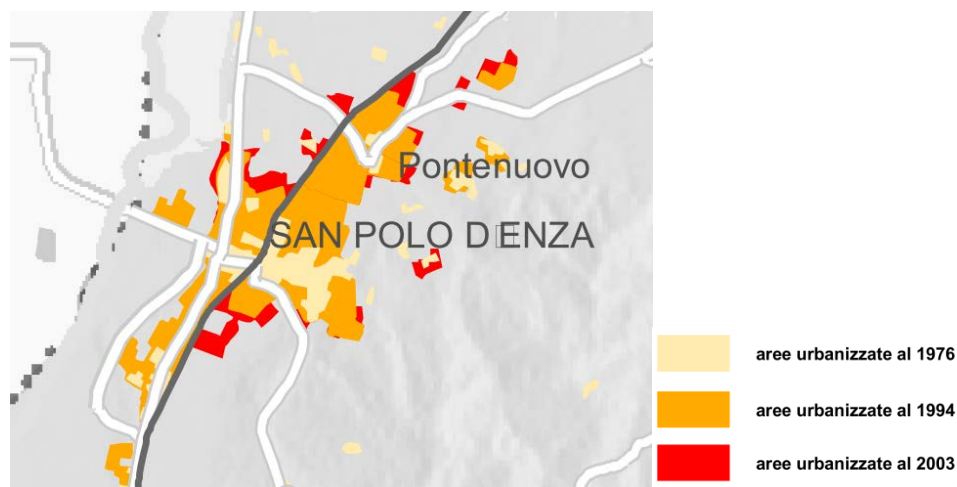 Pontenuovo
SAN POLO D□ENZA
aree urbanizzate al 1976
aree urbanizzate al 1994
aree urbanizzate al 2003